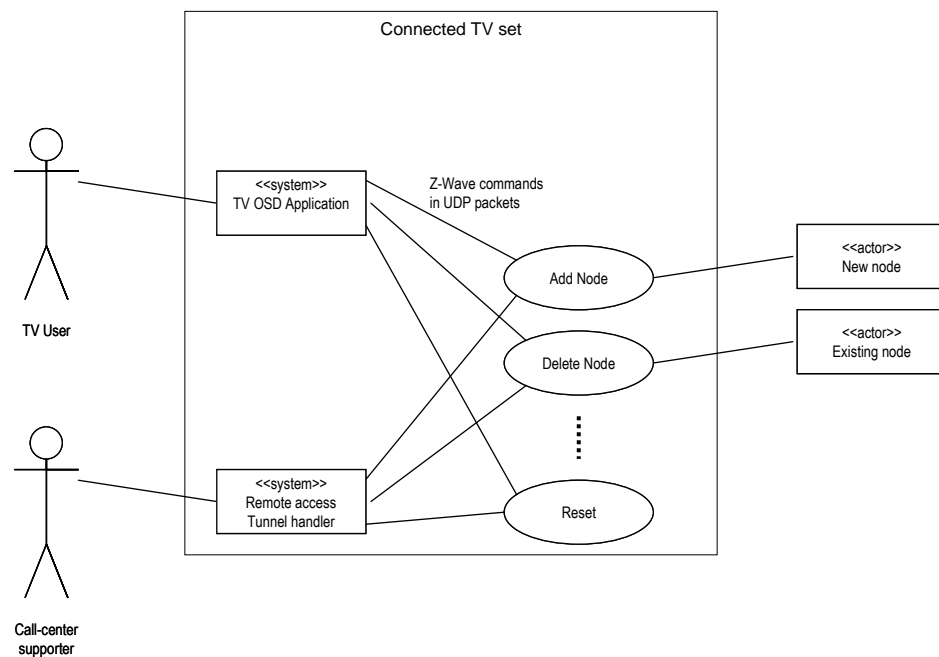 Connected TV set
<<system>>
TV OSD Application
Z-Wave commands
in UDP packets
<<actor>>
New node
Add Node
TV User
<<actor>>
Existing node
Delete Node
<<system>>
Remote access
Tunnel handler
Reset
Call-center
supporter